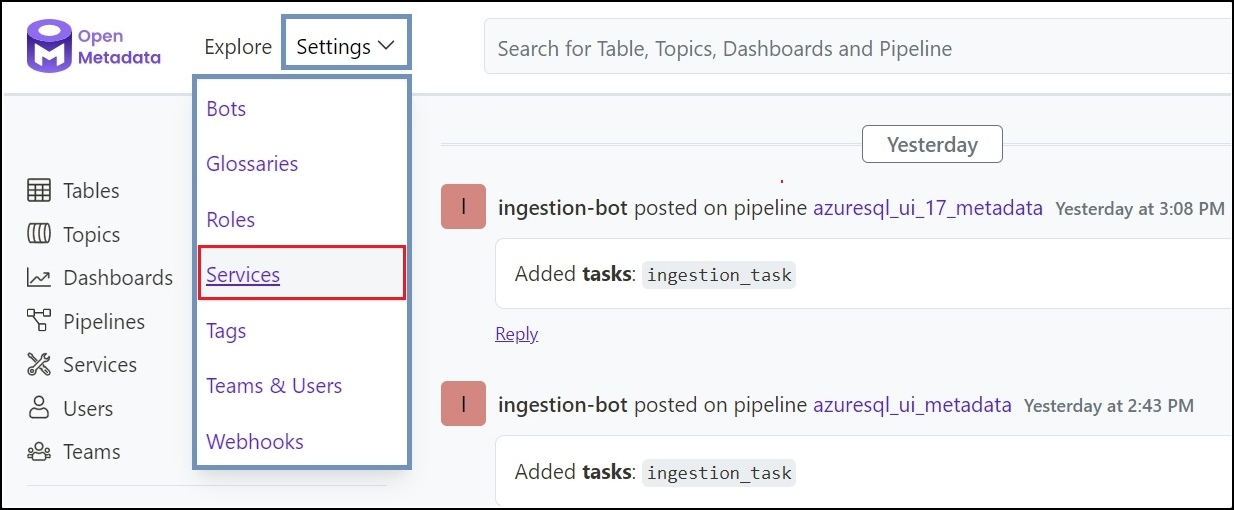 Open
Metadata
Explore
Settings
Search for Table, Topics, Dashboards and Pipeline
Bots
Glossaries
Roles
Services
Tags
Teams & Users
Webhooks
Tables
Topics
Dashboards
Pipelines
Services
Users
Teams
Yesterday
I
ingestion-bot posted on pipeline azuresql_ui_17_metadata Yesterday at 3:08 PM
Added tasks: ingestion_task
Reply
I
ingestion-bot posted on pipeline azuresql_ui_metadata Yesterday at 2:43 PM
Added tasks: ingestion_task